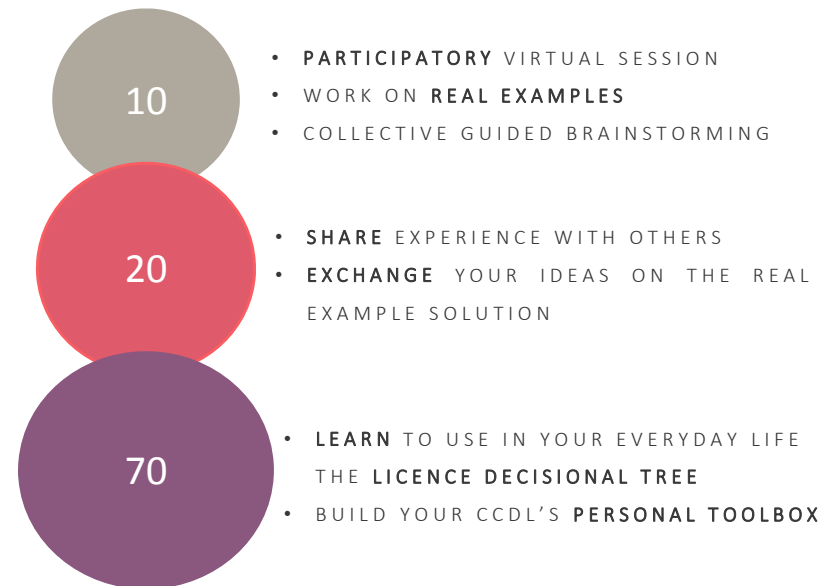 10
• PARTICIPATORY VIRTUAL SESSION
• WORK ON REAL EXAMPLES
• COLLECTIVE GUIDED BRAINSTORMING
20
• SHARE EXPERIENCE WITH OTHERS
• EXCHANGE YOUR IDEAS ON THE REAL
EXAMPLE SOLUTION
70
• LEARN TO USE IN YOUR EVERYDAY LIFE
THE LICENCE DECISIONAL TREE
• BUILD YOUR CCDL'S PERSONAL TOOLBOX